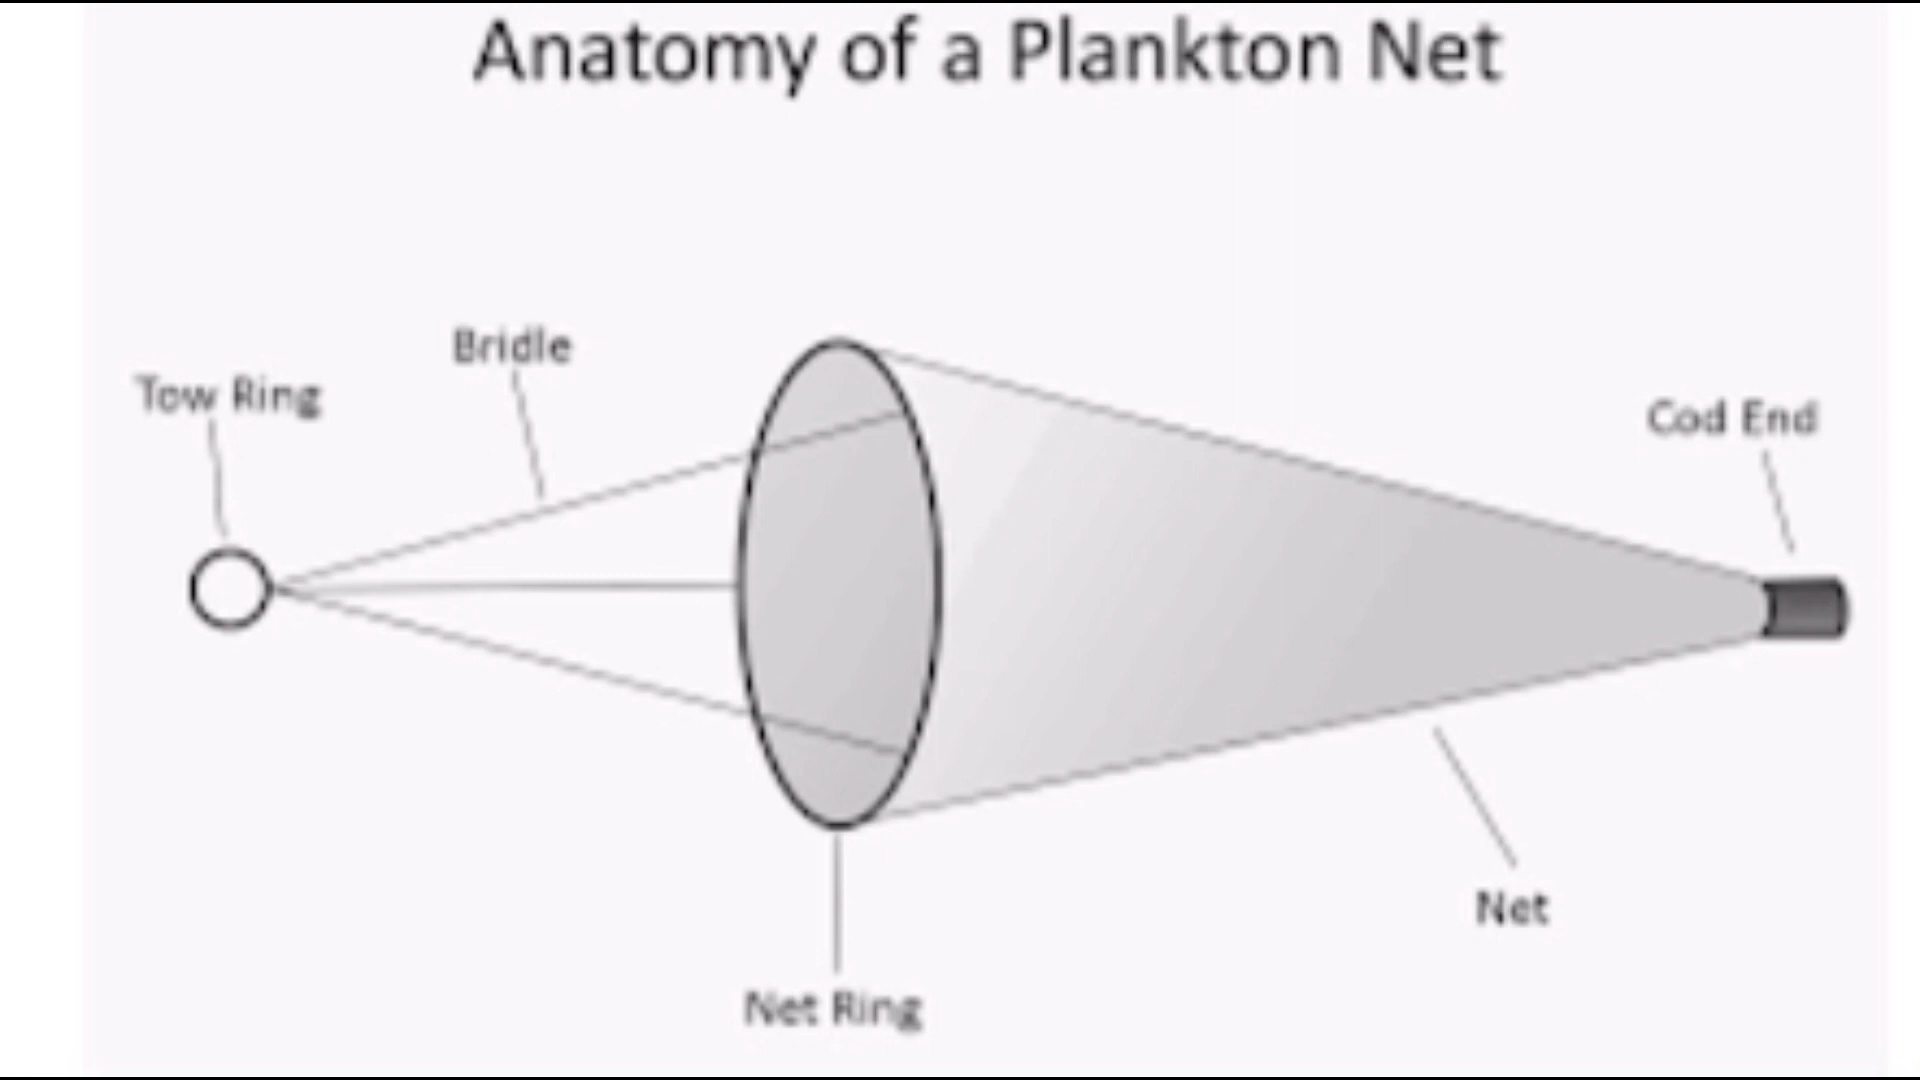 Anatomy of a Plankton Net
Bridle
Tow Ring
Cod End
Net
Net Ring